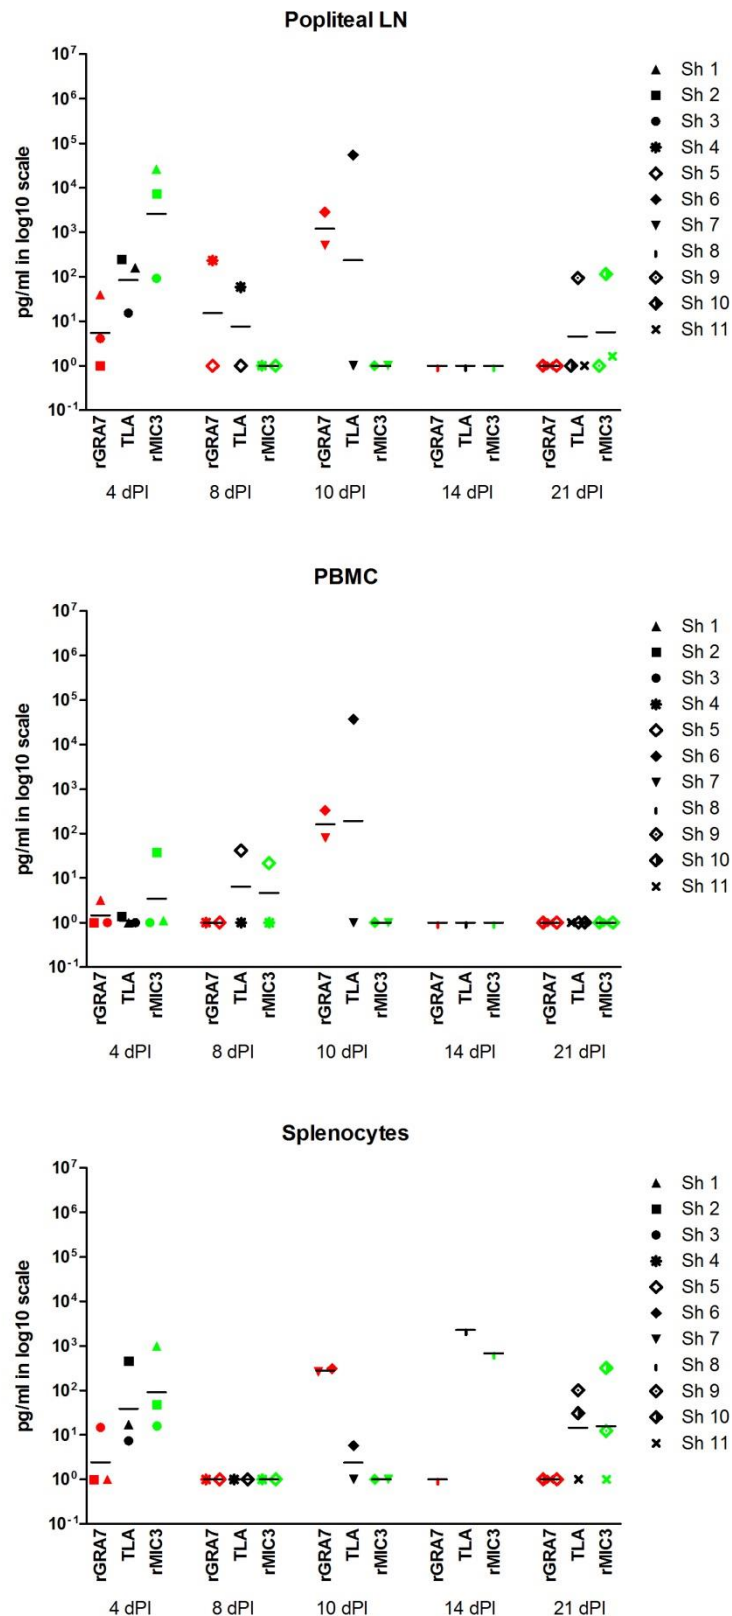 Popliteal LN
pg/ml in log10 scale
10^7
10^6
10^5
10^4
10^3
10^2
10^1
10^0
10^-1
rGRA7 TLA rMIC3 rGRA7 TLA rMIC3 rGRA7 TLA rMIC3 rGRA7 TLA rMIC3 rGRA7 TLA rMIC3
4 dPI 8 dPI 10 dPI 14 dPI 21 dPI
Sh 1
Sh 2
Sh 3
Sh 4
Sh 5
Sh 6
Sh 7
Sh 8
Sh 9
Sh 10
Sh 11
PBMC
pg/ml in log10 scale
10^7
10^6
10^5
10^4
10^3
10^2
10^1
10^0
10^-1
rGRA7 TLA rMIC3 rGRA7 TLA rMIC3 rGRA7 TLA rMIC3 rGRA7 TLA rMIC3 rGRA7 TLA rMIC3
4 dPI 8 dPI 10 dPI 14 dPI 21 dPI
Sh 1
Sh 2
Sh 3
Sh 4
Sh 5
Sh 6
Sh 7
Sh 8
Sh 9
Sh 10
Sh 11
Splenocytes
pg/ml in log10 scale
10^7
10^6
10^5
10^4
10^3
10^2
10^1
10^0
10^-1
rGRA7 TLA rMIC3 rGRA7 TLA rMIC3 rGRA7 TLA rMIC3 rGRA7 TLA rMIC3 rGRA7 TLA rMIC3
4 dPI 8 dPI 10 dPI 14 dPI 21 dPI
Sh 1
Sh 2
Sh 3
Sh 4
Sh 5
Sh 6
Sh 7
Sh 8
Sh 9
Sh 10
Sh 11